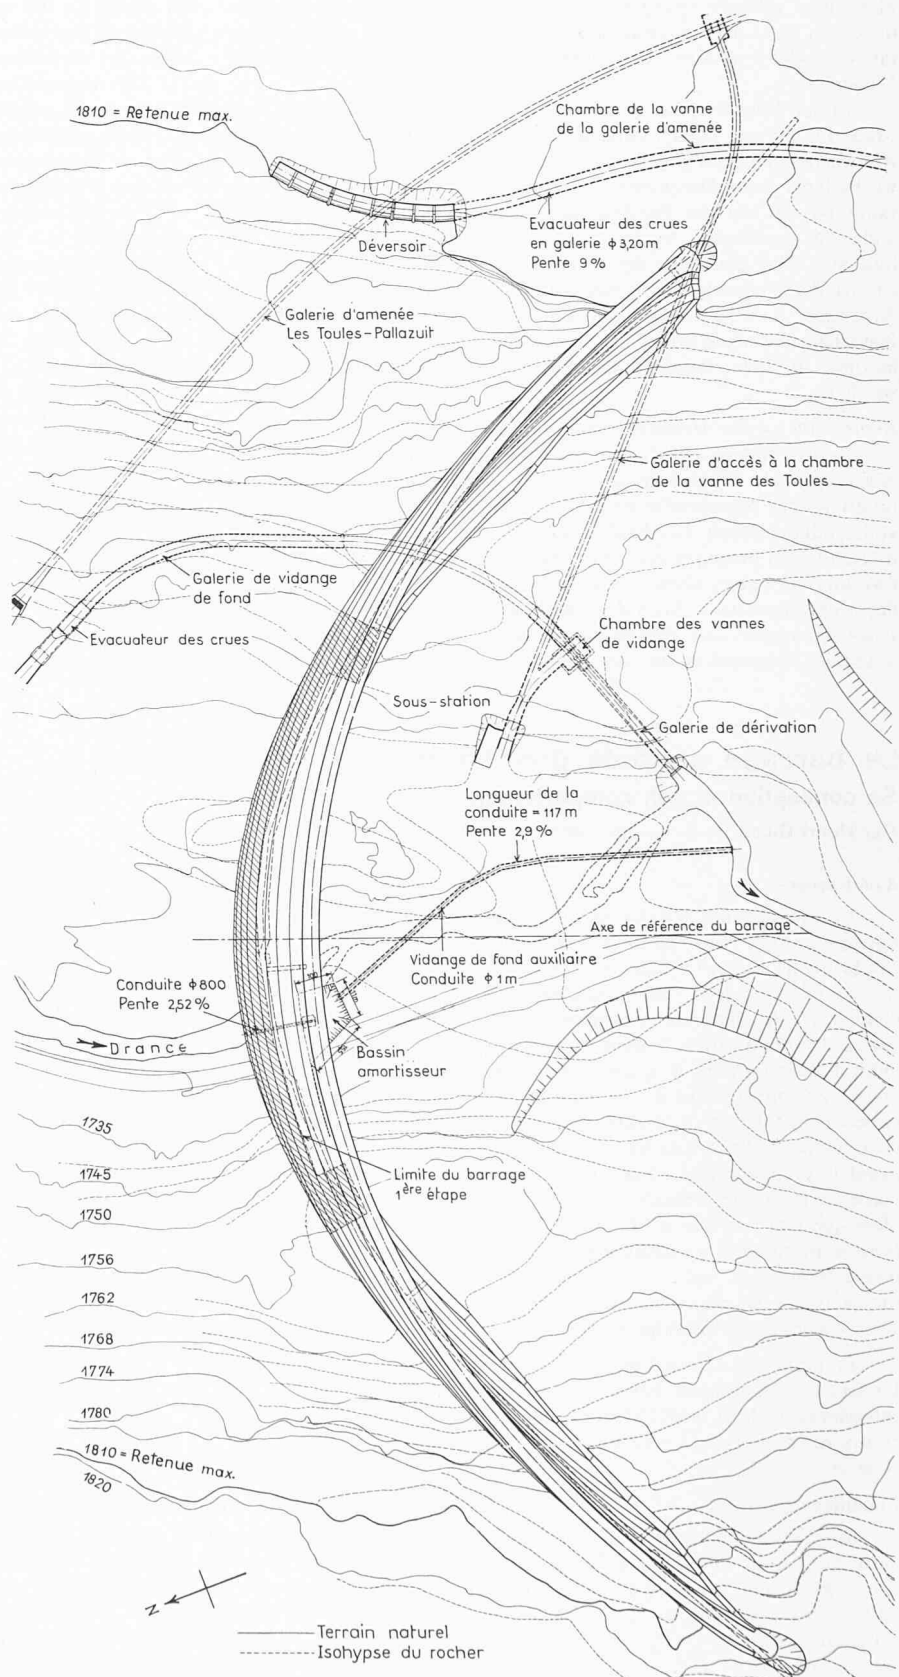 1810 = Retenue max.
Chambre de la vanne
de la galerie d'amenée
Déversoir
Evacuateur des crues
en galerie ϕ 3,20 m
Pente 9%
Galerie d'amenée
Les Toules-Pallazuit
Galerie d'accès à la chambre
de la vanne des Toules
Galerie de vidange
de fond
Evacuateur des crues
Chambre des vannes
de vidange
Sous-station
Galerie de dérivation
Longueur de la
conduite = 117 m
Pente 2,9%
Axe de référence du barrage
Vidange de fond auxiliaire
Conduite ϕ 1 m
Conduite ϕ 800
Pente 2,52%
Drance
Bassin
amortisseur
1735
1745
1750
1756
1762
1768
1774
1780
1810 = Retenue max.
1820
Limite du barrage
1ère étape
N
Terrain naturel
Isohypse du rocher